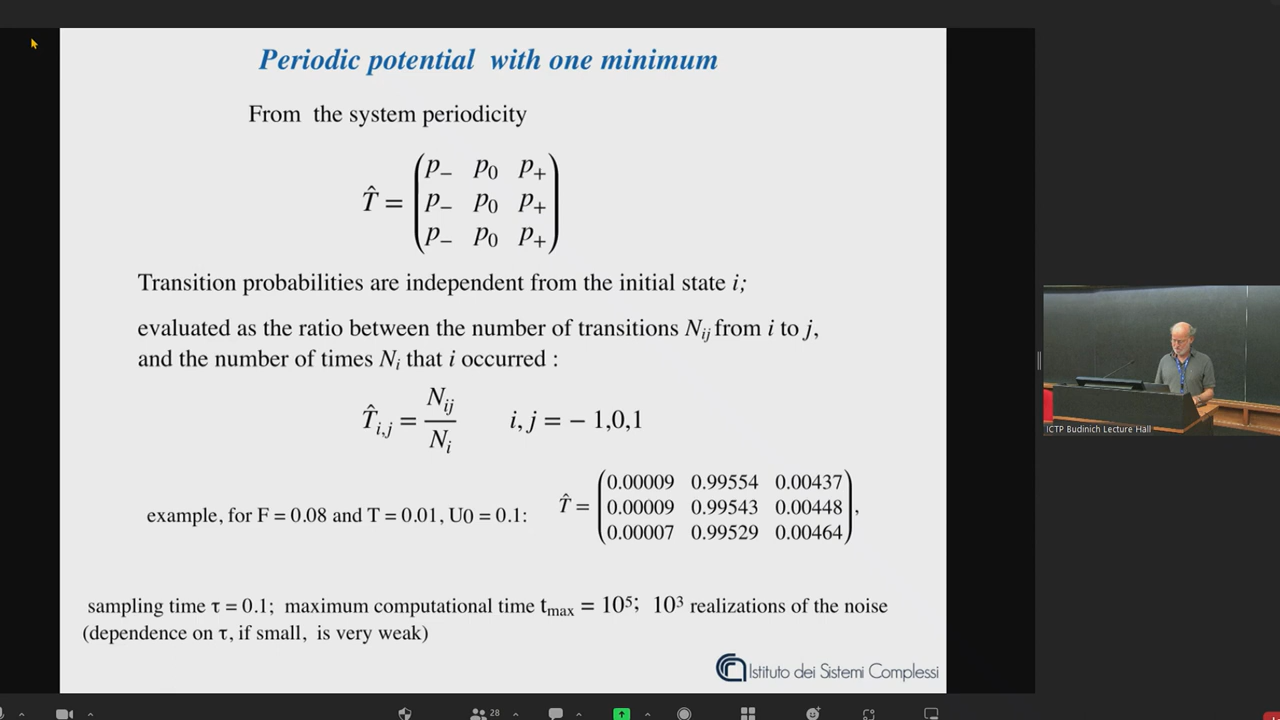 Periodic potential with one minimum
From the system periodicity
T̂ = (p₋ p₀ p₊
p₋ p₀ p₊
p₋ p₀ p₊)
Transition probabilities are independent from the initial state i;
evaluated as the ratio between the number of transitions Nᵢⱼ from i to j,
and the number of times Nᵢ that i occurred :
T̂ᵢ,ⱼ = Nᵢⱼ / Nᵢ i, j = − 1,0,1
example, for F = 0.08 and T = 0.01, U0 = 0.1: T̂ = (0.00009 0.99554 0.00437
0.00009 0.99543 0.00448
0.00007 0.99529 0.00464),
sampling time τ = 0.1; maximum computational time tmax = 10⁵; 10³ realizations of the noise
(dependence on τ, if small, is very weak)
Istituto dei Sistemi Complessi
ICTP Budinich Lecture Hall
28